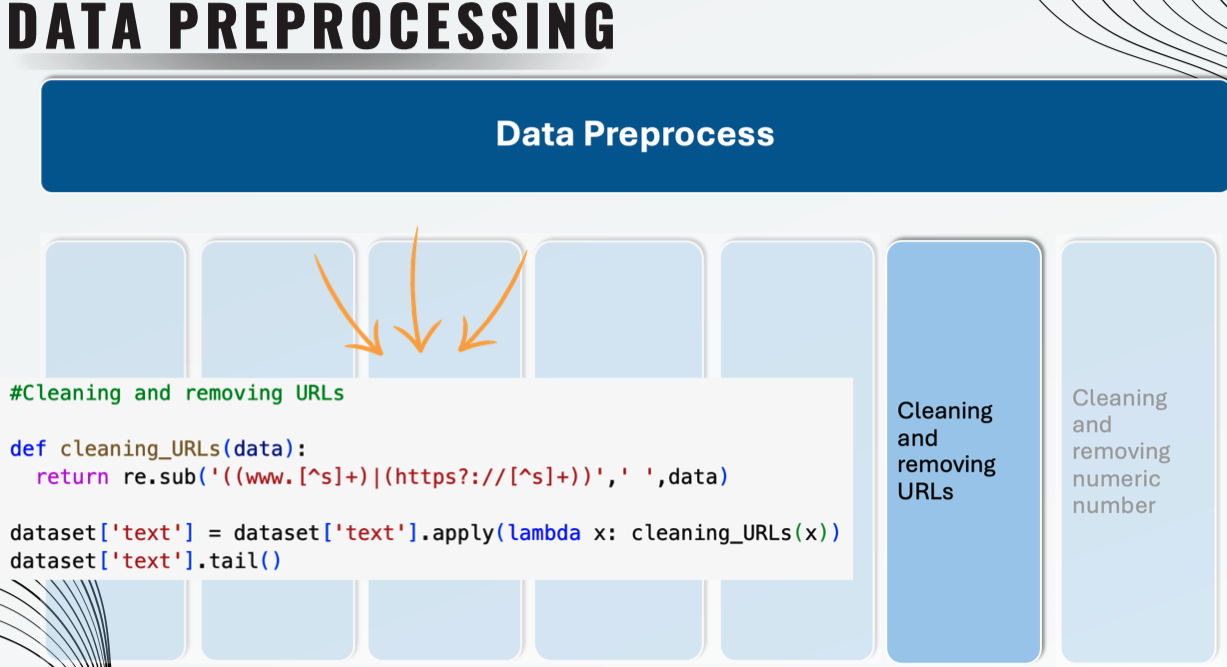 DATA PREPROCESSING
Data Preprocess
#Cleaning and removing URLs
def cleaning_URLs(data):
  return re.sub('((www.[^s]+)|(https?://[^s]+))',' ',data)
dataset['text'] = dataset['text'].apply(lambda x: cleaning_URLs(x))
dataset['text'].tail()
Cleaning
and
removing
URLs
Cleaning
and
removing
numeric
number